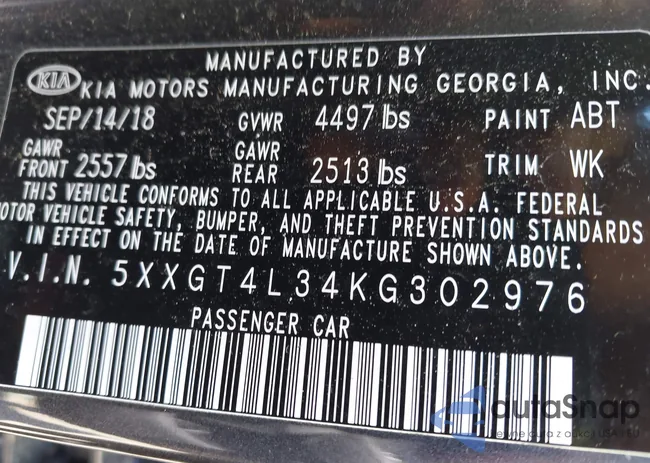 MANUFACTURED BY
KIA KIA MOTORS MANUFACTURING GEORGIA, INC.
SEP/14/18 GVWR 4497 lbs PAINT ABT
GAWR FRONT 2557 lbs GAWR REAR 2513 lbs TRIM WK
THIS VEHICLE CONFORMS TO ALL APPLICABLE U.S.A. FEDERAL
MOTOR VEHICLE SAFETY, BUMPER, AND THEFT PREVENTION STANDARDS
IN EFFECT ON THE DATE OF MANUFACTURE SHOWN ABOVE.
V.I.N. 5XXGT4L34KG302976
PASSENGER CAR
autoSnap